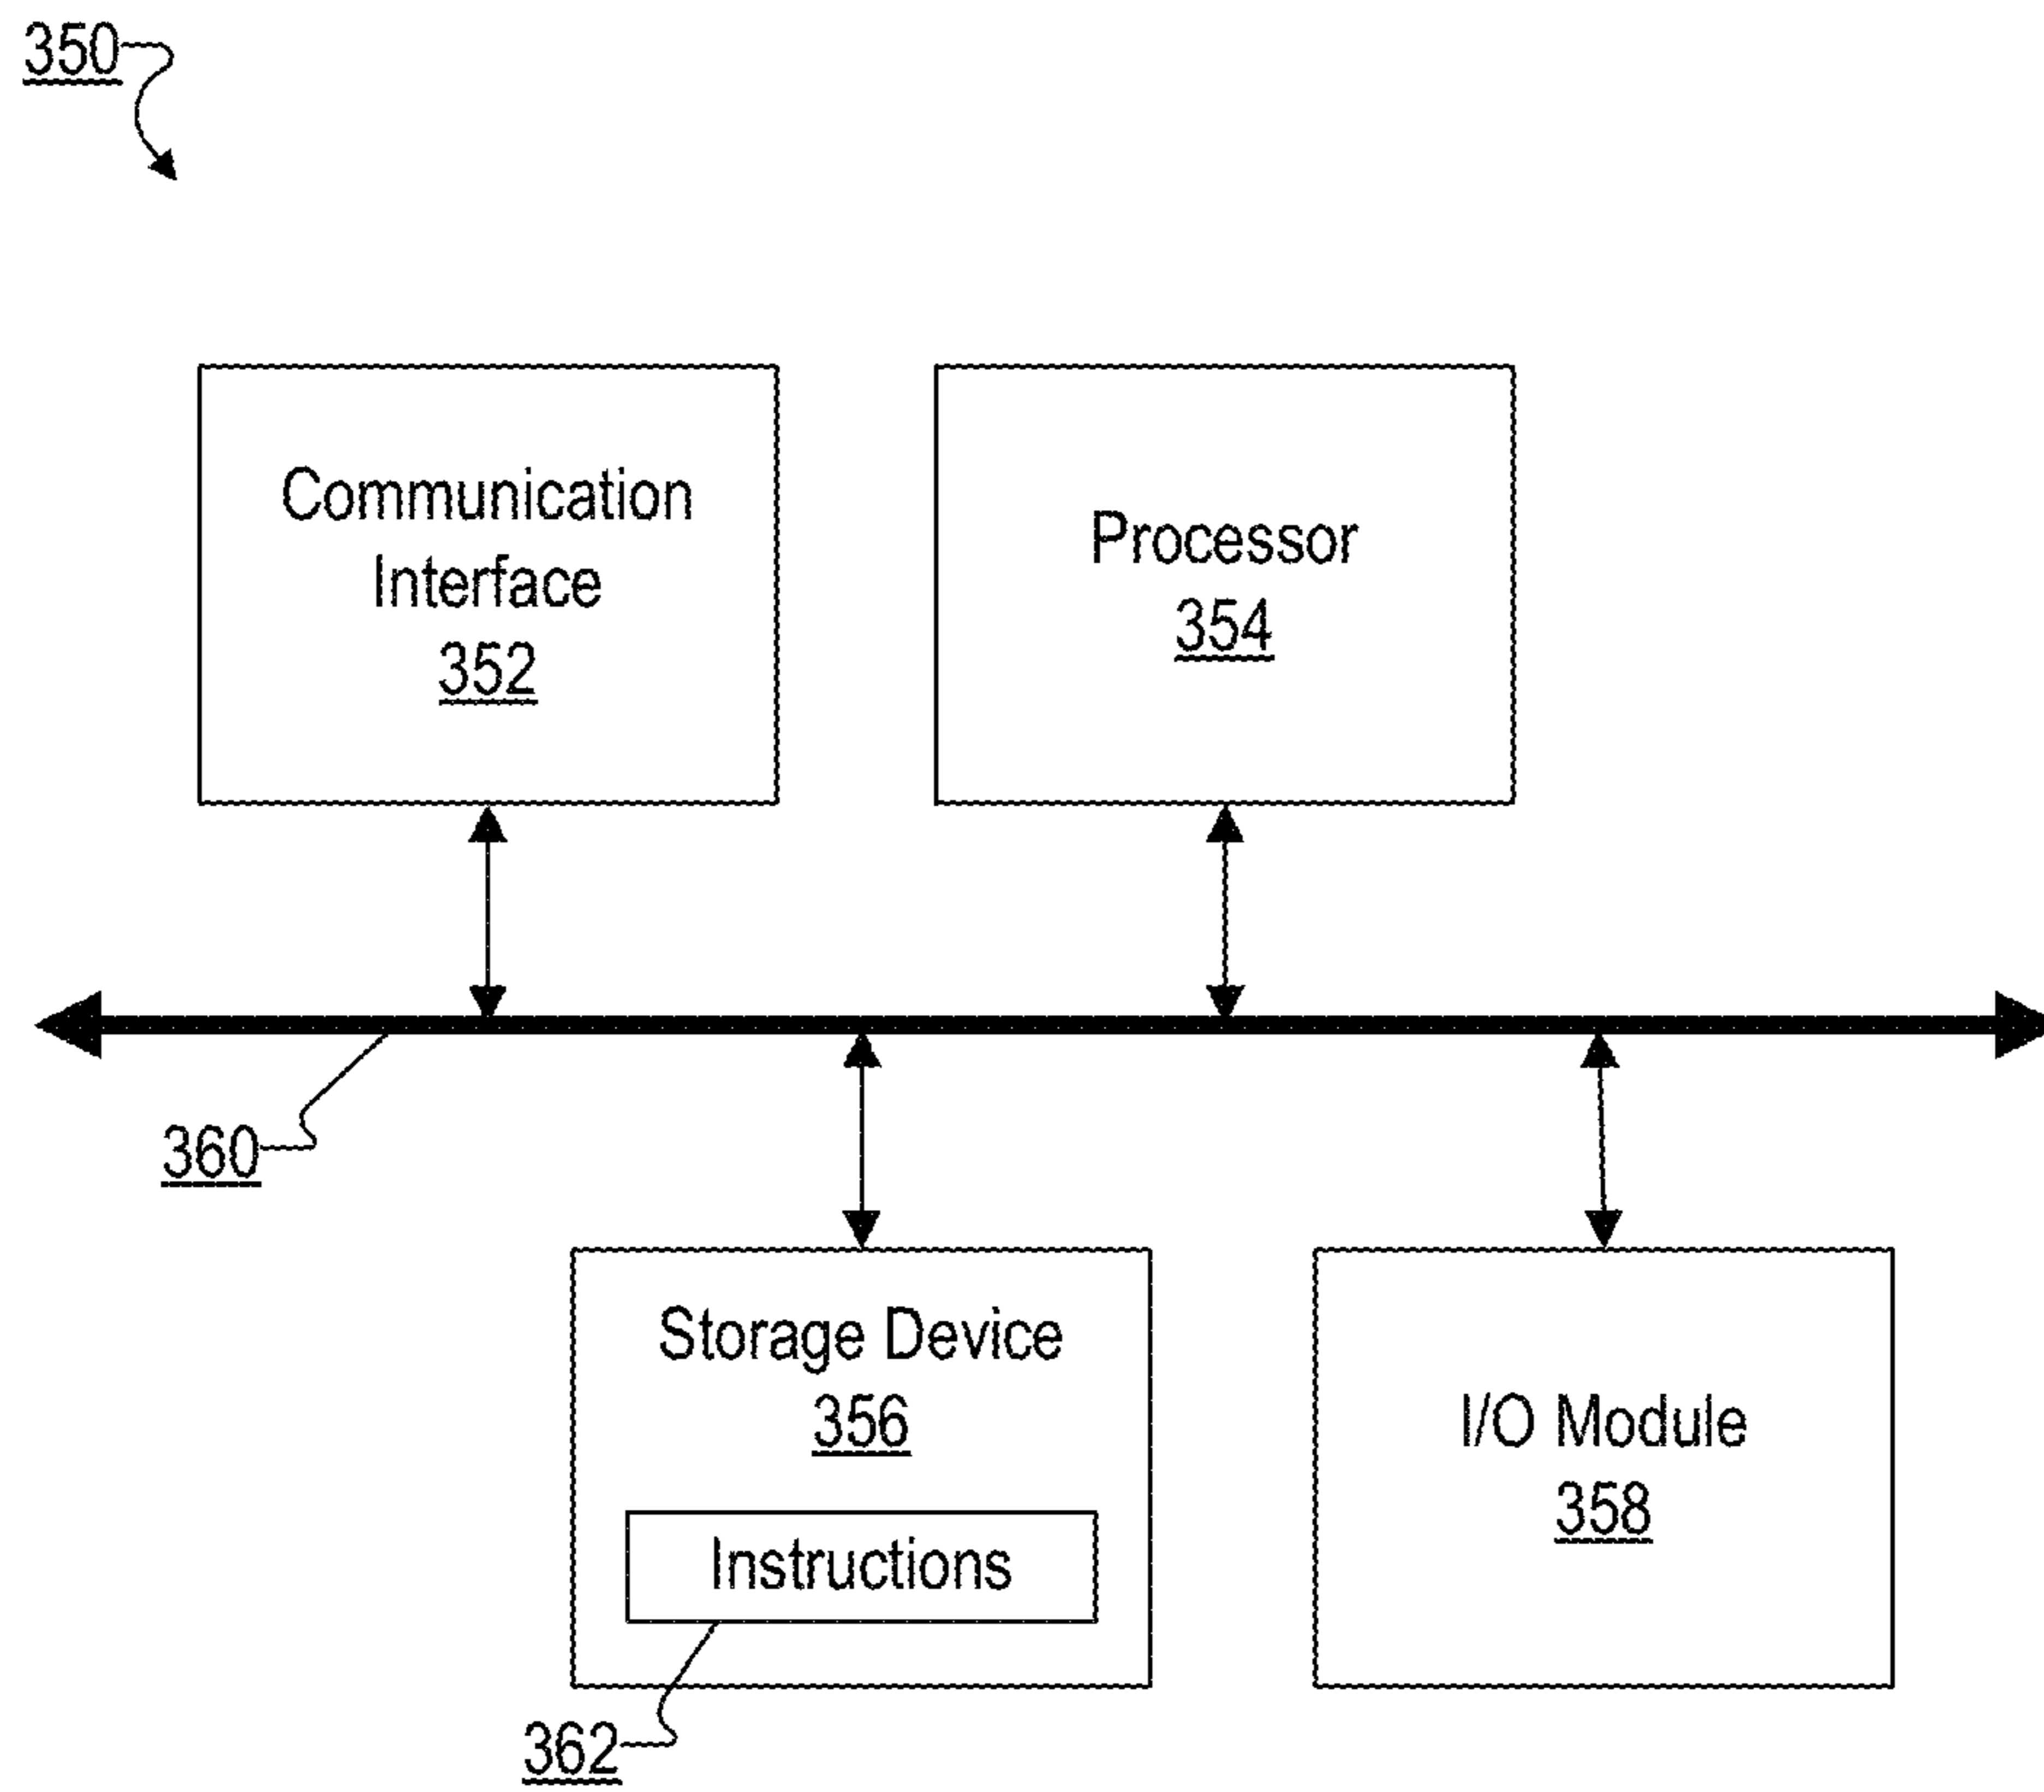 350
Communication
Interface
352
Processor
354
360
Storage Device
356
Instructions
362
I/O Module
358